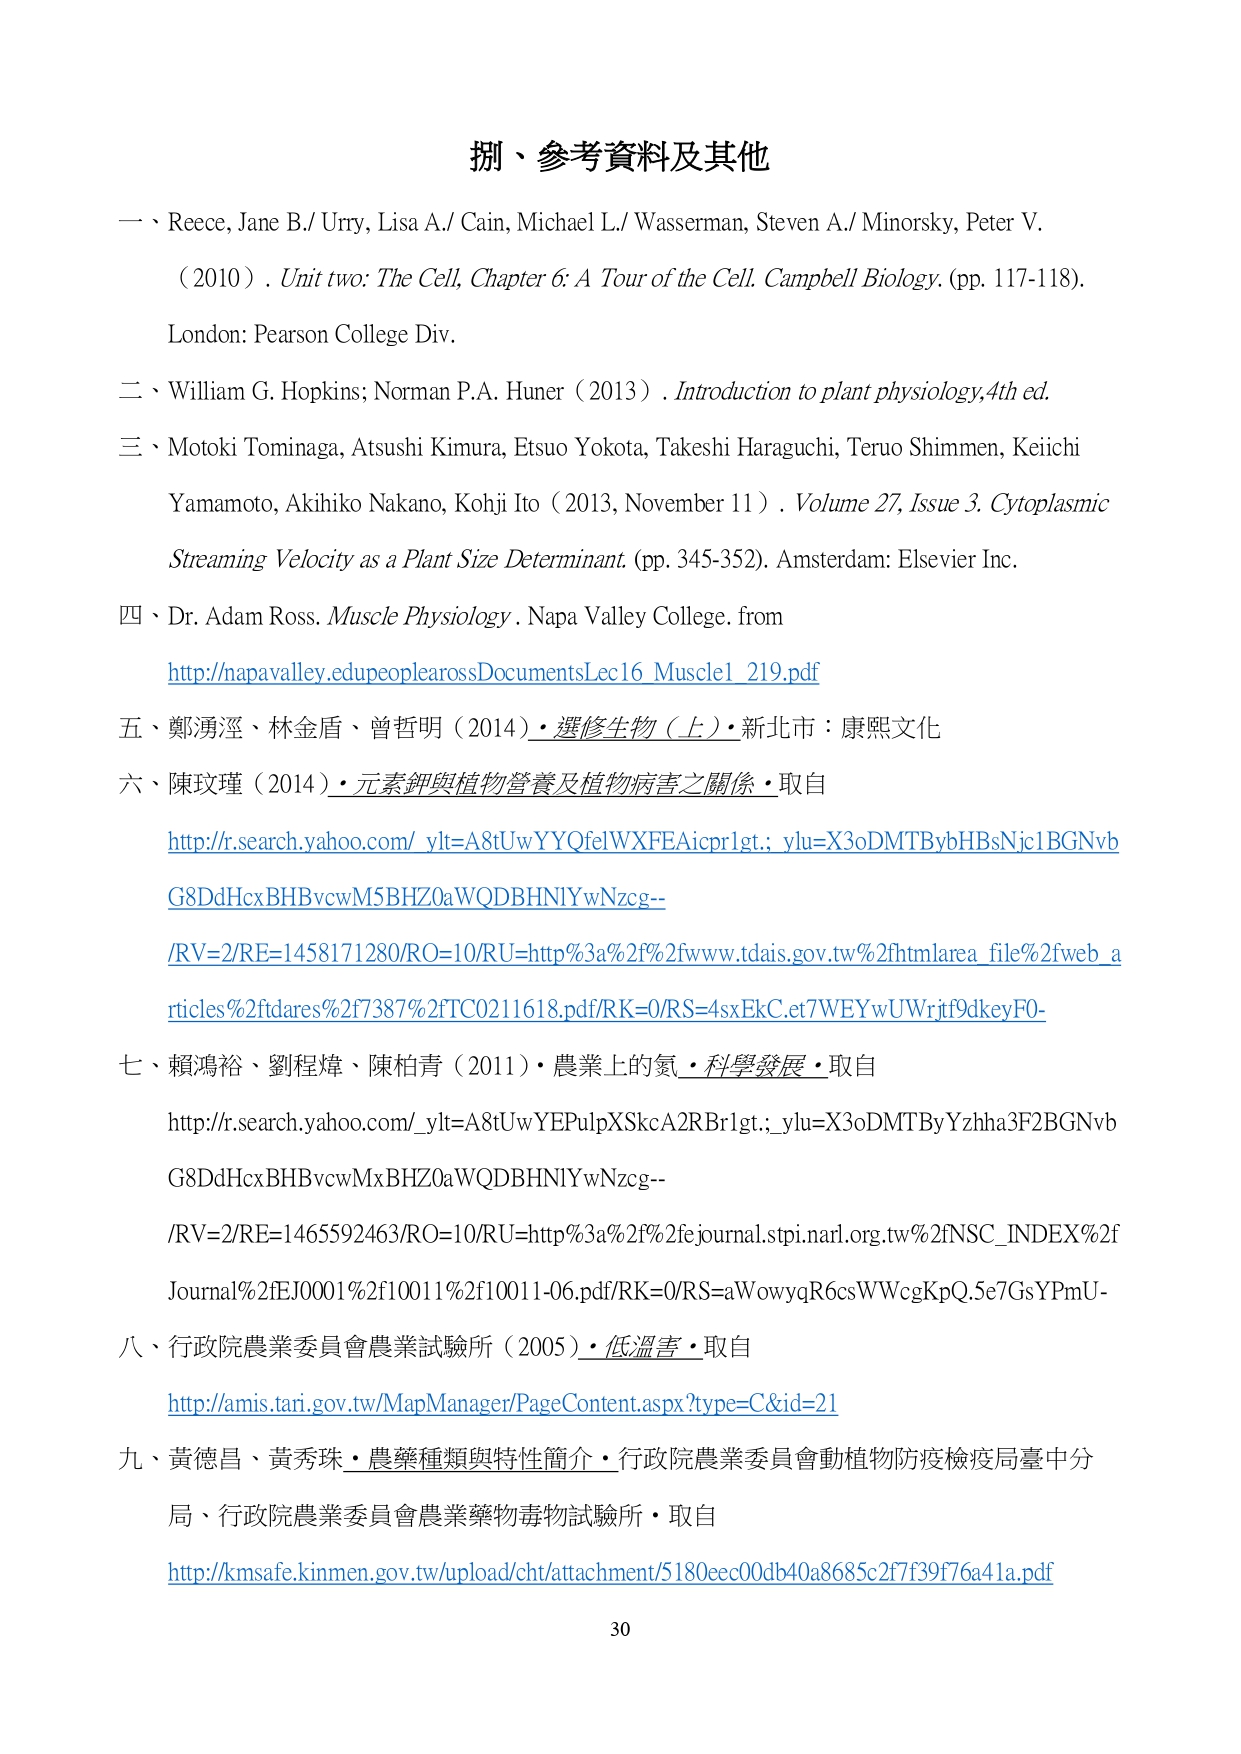 捌、參考資料及其他
一、Reece, Jane B./ Urry, Lisa A./ Cain, Michael L./ Wasserman, Steven A./ Minorsky, Peter V.
（2010）. Unit two: The Cell, Chapter 6: A Tour of the Cell. Campbell Biology. (pp. 117-118).
London: Pearson College Div.
二、William G. Hopkins; Norman P.A. Huner（2013）. Introduction to plant physiology,4th ed.
三、Motoki Tominaga, Atsushi Kimura, Etsuo Yokota, Takeshi Haraguchi, Teruo Shimmen, Keiichi
Yamamoto, Akihiko Nakano, Kohji Ito（2013, November 11）. Volume 27, Issue 3. Cytoplasmic
Streaming Velocity as a Plant Size Determinant. (pp. 345-352). Amsterdam: Elsevier Inc.
四、Dr. Adam Ross. Muscle Physiology . Napa Valley College. from
http://napavalley.edupeoplearossDocumentsLec16_Muscle1_219.pdf
五、鄭湧涇、林金盾、曾哲明（2014）‧選修生物（上）‧新北市：康熙文化
六、陳玟瑾（2014）‧元素鉀與植物營養及植物病害之關係‧取自
http://r.search.yahoo.com/_ylt=A8tUwYYQfelWXFEAicpr1gt.;_ylu=X3oDMTBybHBsNjc1BGNvb
G8DdHcxBHBvcwM5BHZ0aWQDBHNlYwNzcg--
/RV=2/RE=1458171280/RO=10/RU=http%3a%2f%2fwww.tdais.gov.tw%2fhtmlarea_file%2fweb_a
rticles%2ftdares%2f7387%2fTC0211618.pdf/RK=0/RS=4sxEkC.et7WEYwUWrjtf9dkeyF0-
七、賴鴻裕、劉程煒、陳柏青（2011）‧農業上的氮‧科學發展‧取自
http://r.search.yahoo.com/_ylt=A8tUwYEPulpXSkcA2RBr1gt.;_ylu=X3oDMTByYzhha3F2BGNvb
G8DdHcxBHBvcwMxBHZ0aWQDBHNlYwNzcg--
/RV=2/RE=1465592463/RO=10/RU=http%3a%2f%2fejournal.stpi.narl.org.tw%2fNSC_INDEX%2f
Journal%2fEJ0001%2f10011%2f10011-06.pdf/RK=0/RS=aWowyqR6csWWcgKpQ.5e7GsYPmU-
八、行政院農業委員會農業試驗所（2005）‧低溫害‧取自
http://amis.tari.gov.tw/MapManager/PageContent.aspx?type=C&id=21
九、黃德昌、黃秀珠‧農藥種類與特性簡介‧行政院農業委員會動植物防疫檢疫局臺中分
局、行政院農業委員會農業藥物毒物試驗所‧取自
http://kmsafe.kinmen.gov.tw/upload/cht/attachment/5180eec00db40a8685c2f7f39f76a41a.pdf
30